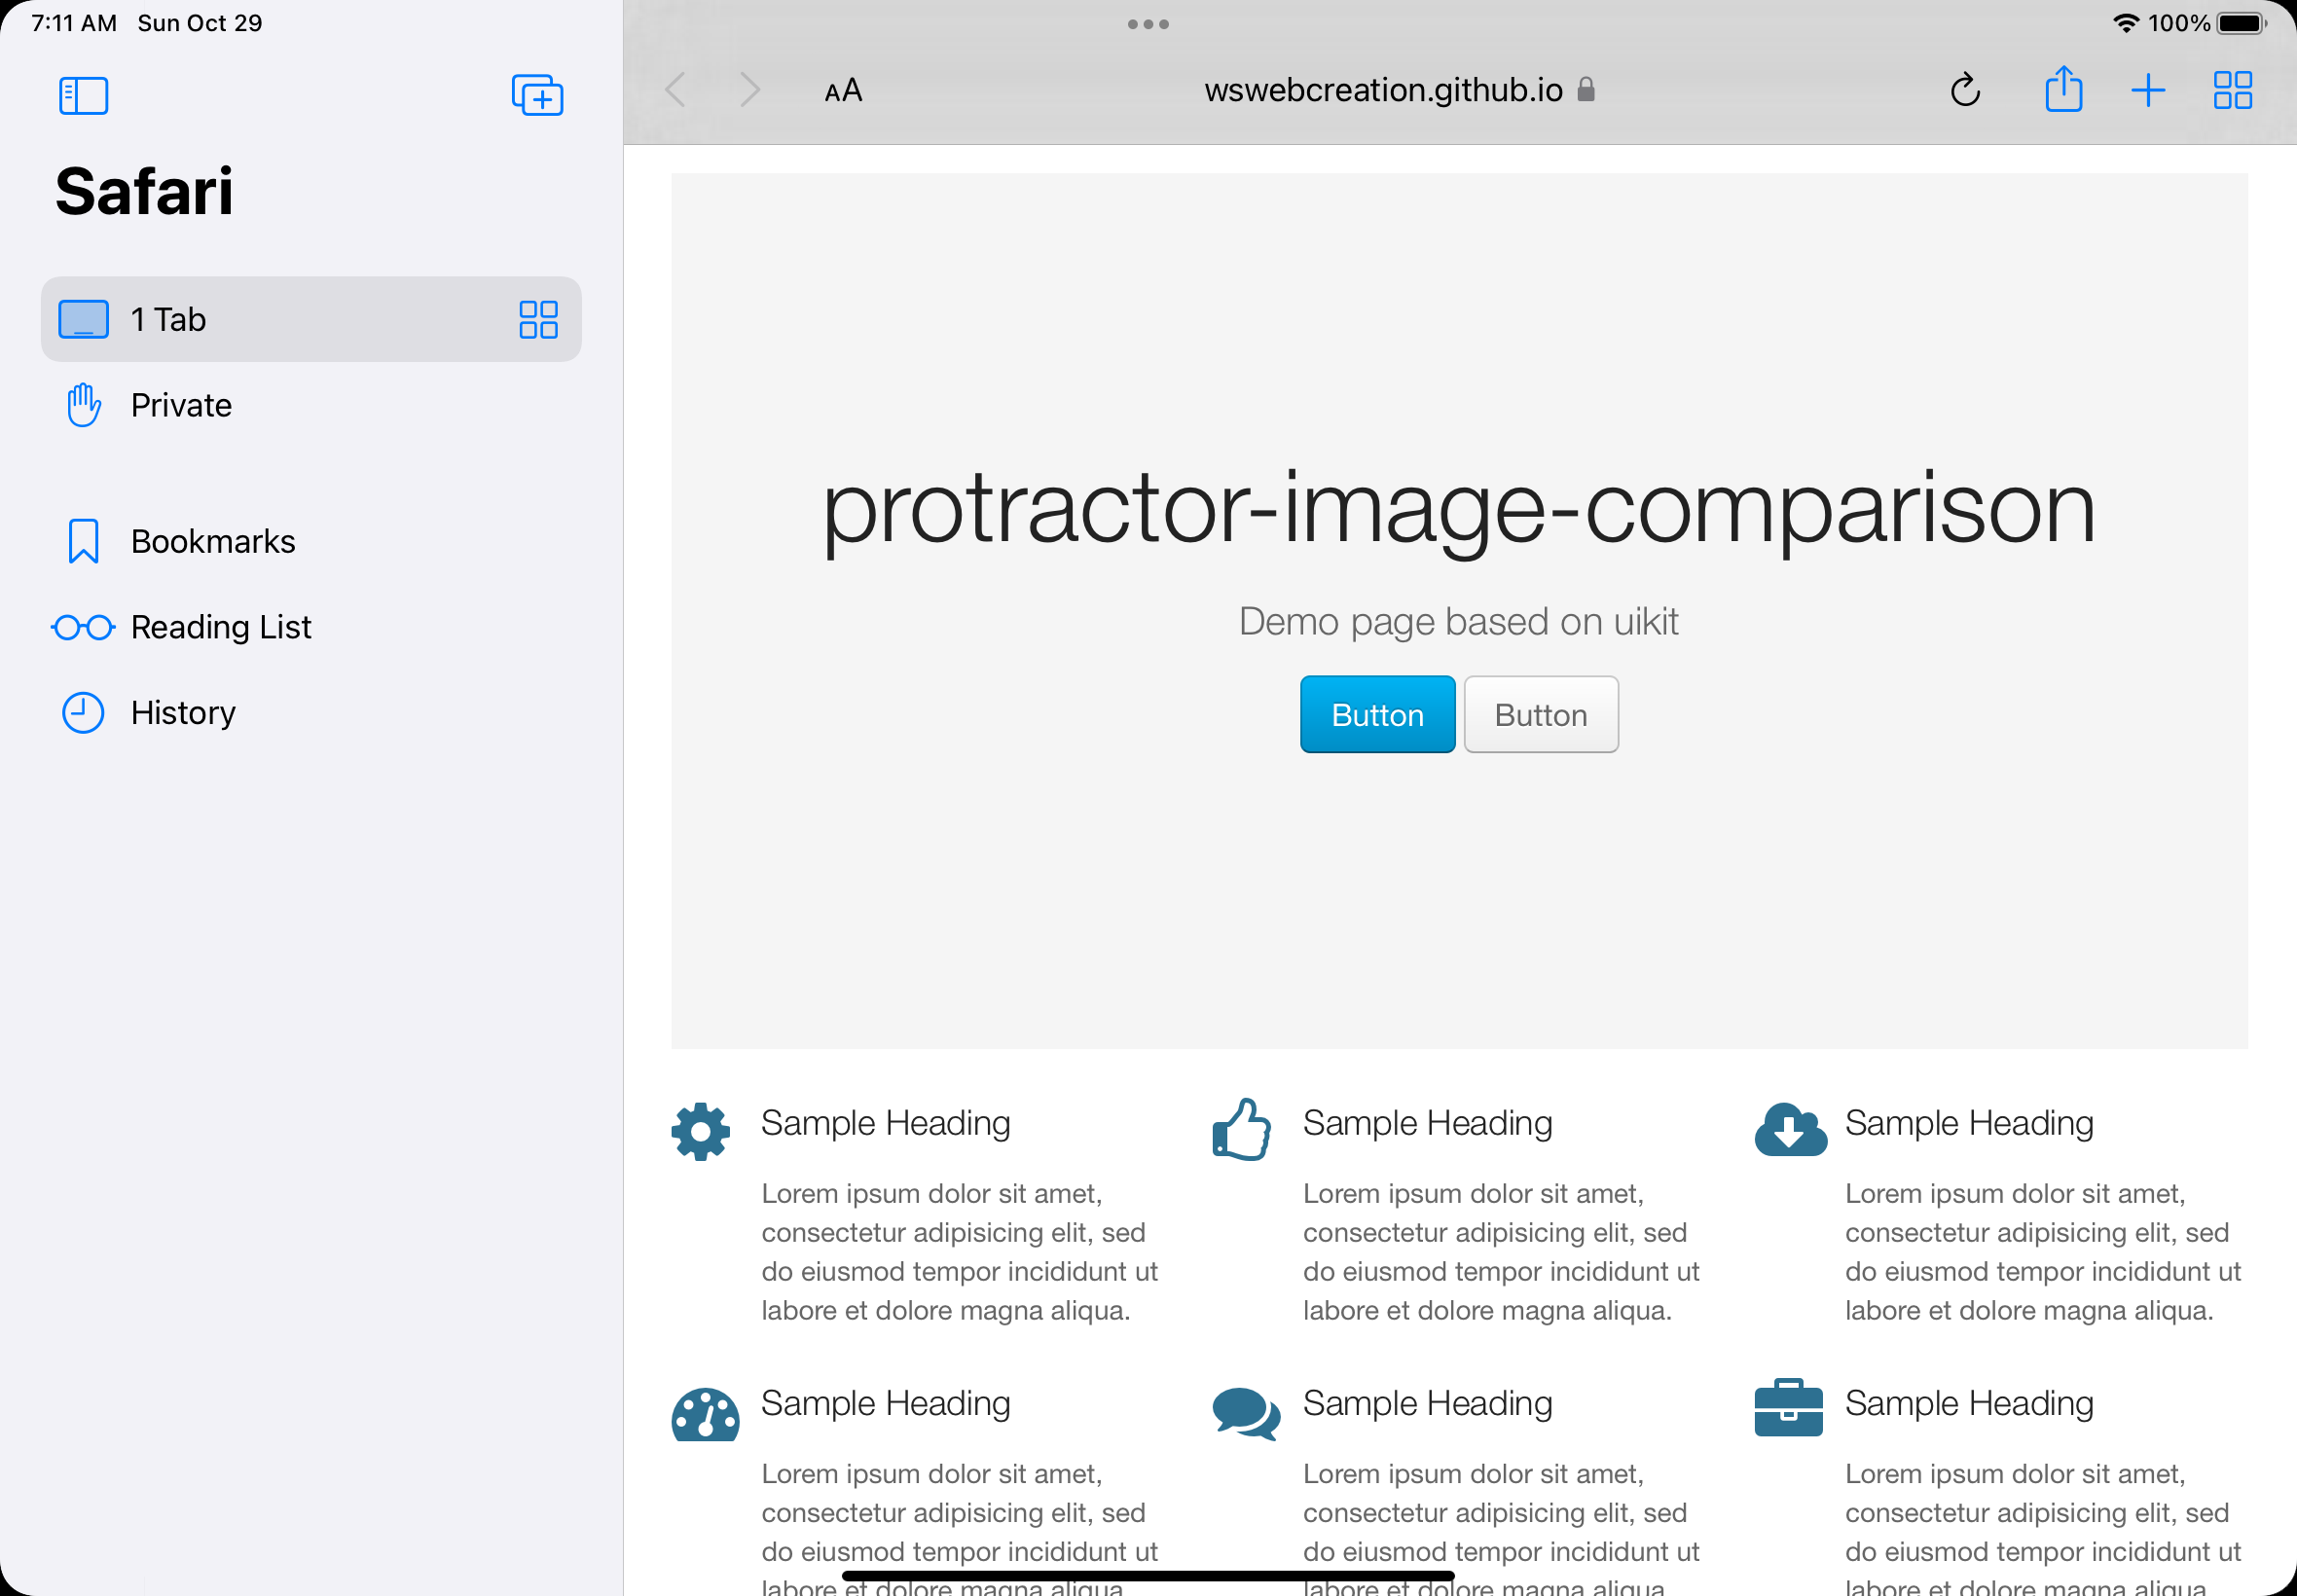 7:11 AM Sun Oct 29
100%
Safari
1 Tab
Private
Bookmarks
Reading List
History
AA
wswebcreation.github.io
protractor-image-comparison
Demo page based on uikit
Button Button
Sample Heading
Lorem ipsum dolor sit amet,
consectetur adipisicing elit, sed
do eiusmod tempor incididunt ut
labore et dolore magna aliqua.
Sample Heading
Lorem ipsum dolor sit amet,
consectetur adipisicing elit, sed
do eiusmod tempor incididunt ut
labore et dolore magna aliqua.
Sample Heading
Lorem ipsum dolor sit amet,
consectetur adipisicing elit, sed
do eiusmod tempor incididunt ut
labore et dolore magna aliqua.
Sample Heading
Lorem ipsum dolor sit amet,
consectetur adipisicing elit, sed
do eiusmod tempor incididunt ut
labore et dolore magna aliqua
Sample Heading
Lorem ipsum dolor sit amet,
consectetur adipisicing elit, sed
do eiusmod tempor incididunt ut
labore et dolore magna aliqua
Sample Heading
Lorem ipsum dolor sit amet,
consectetur adipisicing elit, sed
do eiusmod tempor incididunt ut
labore et dolore magna aliqua